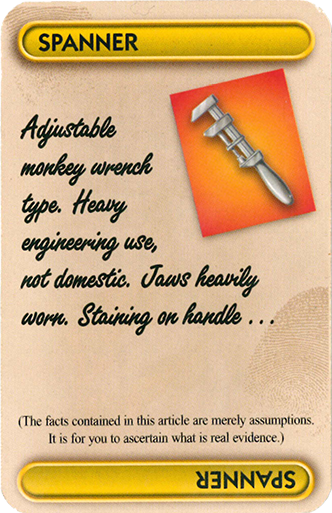 SPANNER
Adjustable
monkey wrench
type. Heavy
engineering use,
not domestic. Jaws heavily
worn. Staining on handle ...
(The facts contained in this article are merely assumptions.
It is for you to ascertain what is real evidence.)
SPANNER